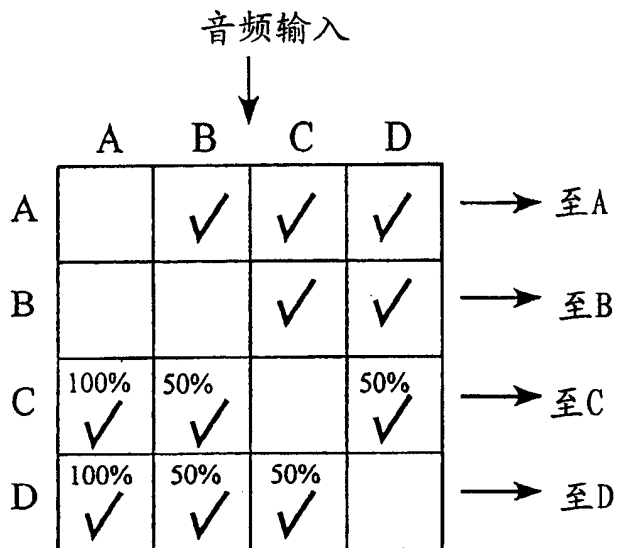 音频输入
A B C D
A ✓ ✓ ✓ 至A
B ✓ ✓ 至B
C 100% ✓ 50% ✓ 50% ✓ 至C
D 100% ✓ 50% ✓ 50% ✓ 至D